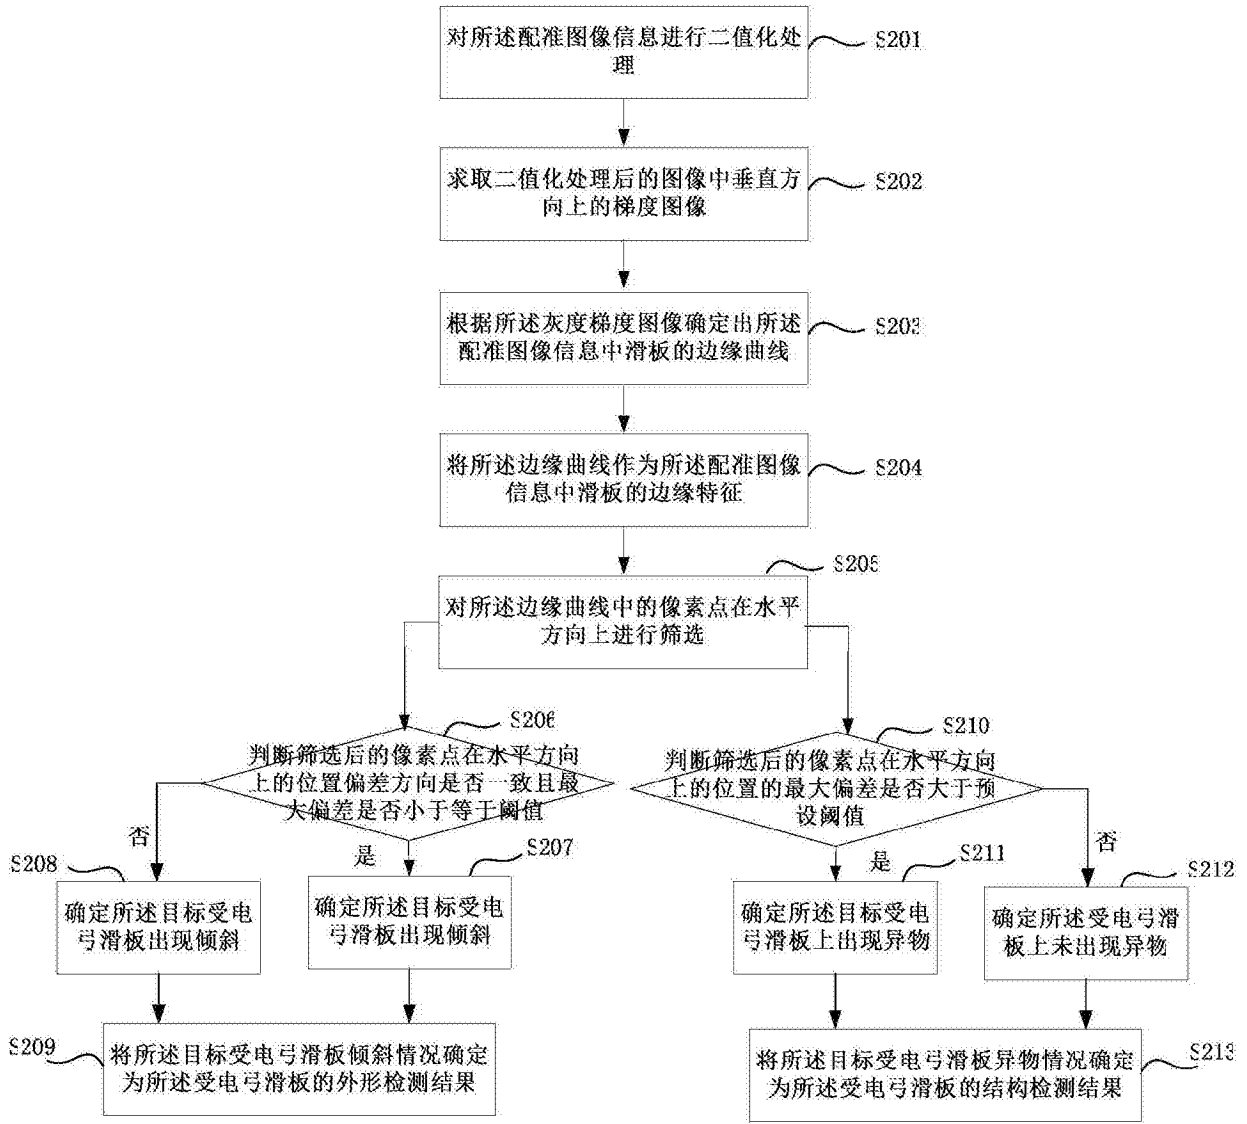 对所述配准图像信息进行二值化处
理
S201
求取二值化处理后的图像中垂直方
向上的梯度图像
S202
根据所述灰度梯度图像确定出所述
配准图像信息中滑板的边缘曲线
S203
将所述边缘曲线作为所述配准图像
信息中滑板的边缘特征
S204
S205
对所述边缘曲线中的像素点在水平
方向上进行筛选
S206
判断筛选后的像素点在水平方向
上的位置偏差方向是否一致且最
大偏差是否小于等于阈值
S210
判断筛选后的像素点在水平方向
上的位置的最大偏差是否大于预
设阈值
否
是
是
否
S208
确定所述目标受电
弓滑板出现倾斜
S207
确定所述目标受电
弓滑板出现倾斜
S211
确定所述目标受电
弓滑板上出现异物
S212
确定所述受电弓滑
板上未出现异物
S209
将所述目标受电弓滑板倾斜情况确定
为所述受电弓滑板的外形检测结果
S213
将所述目标受电弓滑板异物情况确定
为所述受电弓滑板的结构检测结果